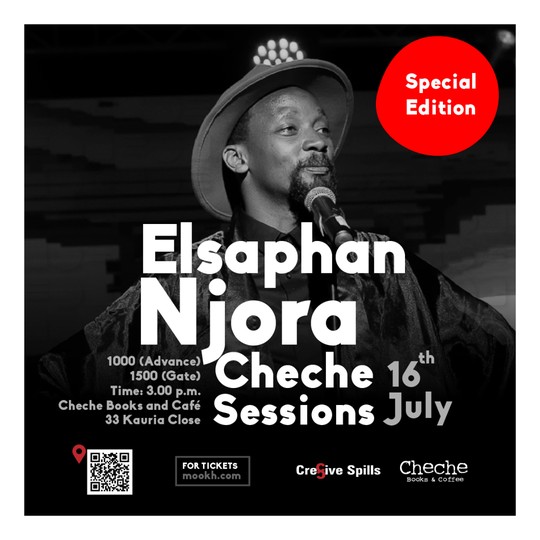 Special
Edition
Elsaphan
Njora
Cheche
Sessions
16th
July
1000 (Advance)
1500 (Gate)
Time: 3.00 p.m.
Cheche Books and Café
33 Kauria Close
FOR TICKETS
mookh.com
Cre8ive Spills
Cheche
Books & Coffee